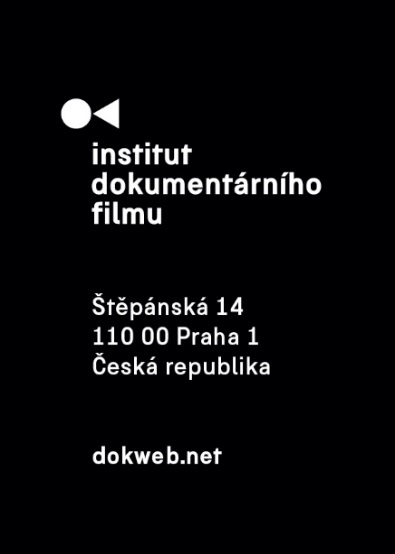 institut
dokumentárního
filmu
Štěpánská 14
110 00 Praha 1
Česká republika
dokweb.net